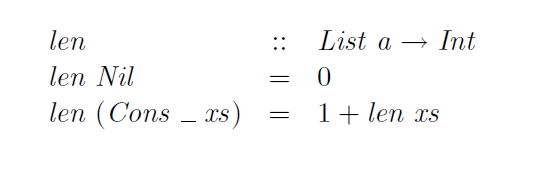 len :: List a → Int
len Nil = 0
len (Cons _ xs) = 1 + len xs